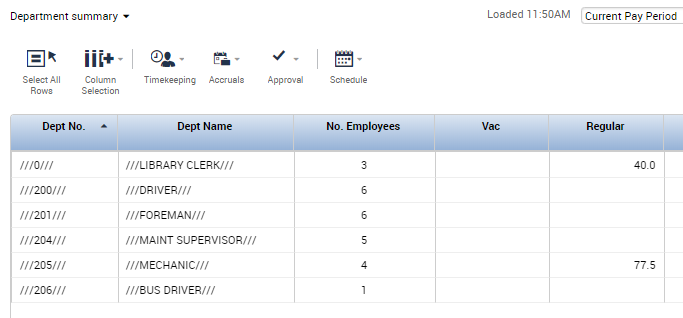 Department summary
Loaded 11:50AM
Current Pay Period
Select All
Rows
Column
Selection
Timekeeping
Accruals
Approval
Schedule
Dept No. Dept Name No. Employees Vac Regular
///0/// ///LIBRARY CLERK/// 3 40.0
///200/// ///DRIVER/// 6
///201/// ///FOREMAN/// 6
///204/// ///MAINT SUPERVISOR/// 5
///205/// ///MECHANIC/// 4 77.5
///206/// ///BUS DRIVER/// 1